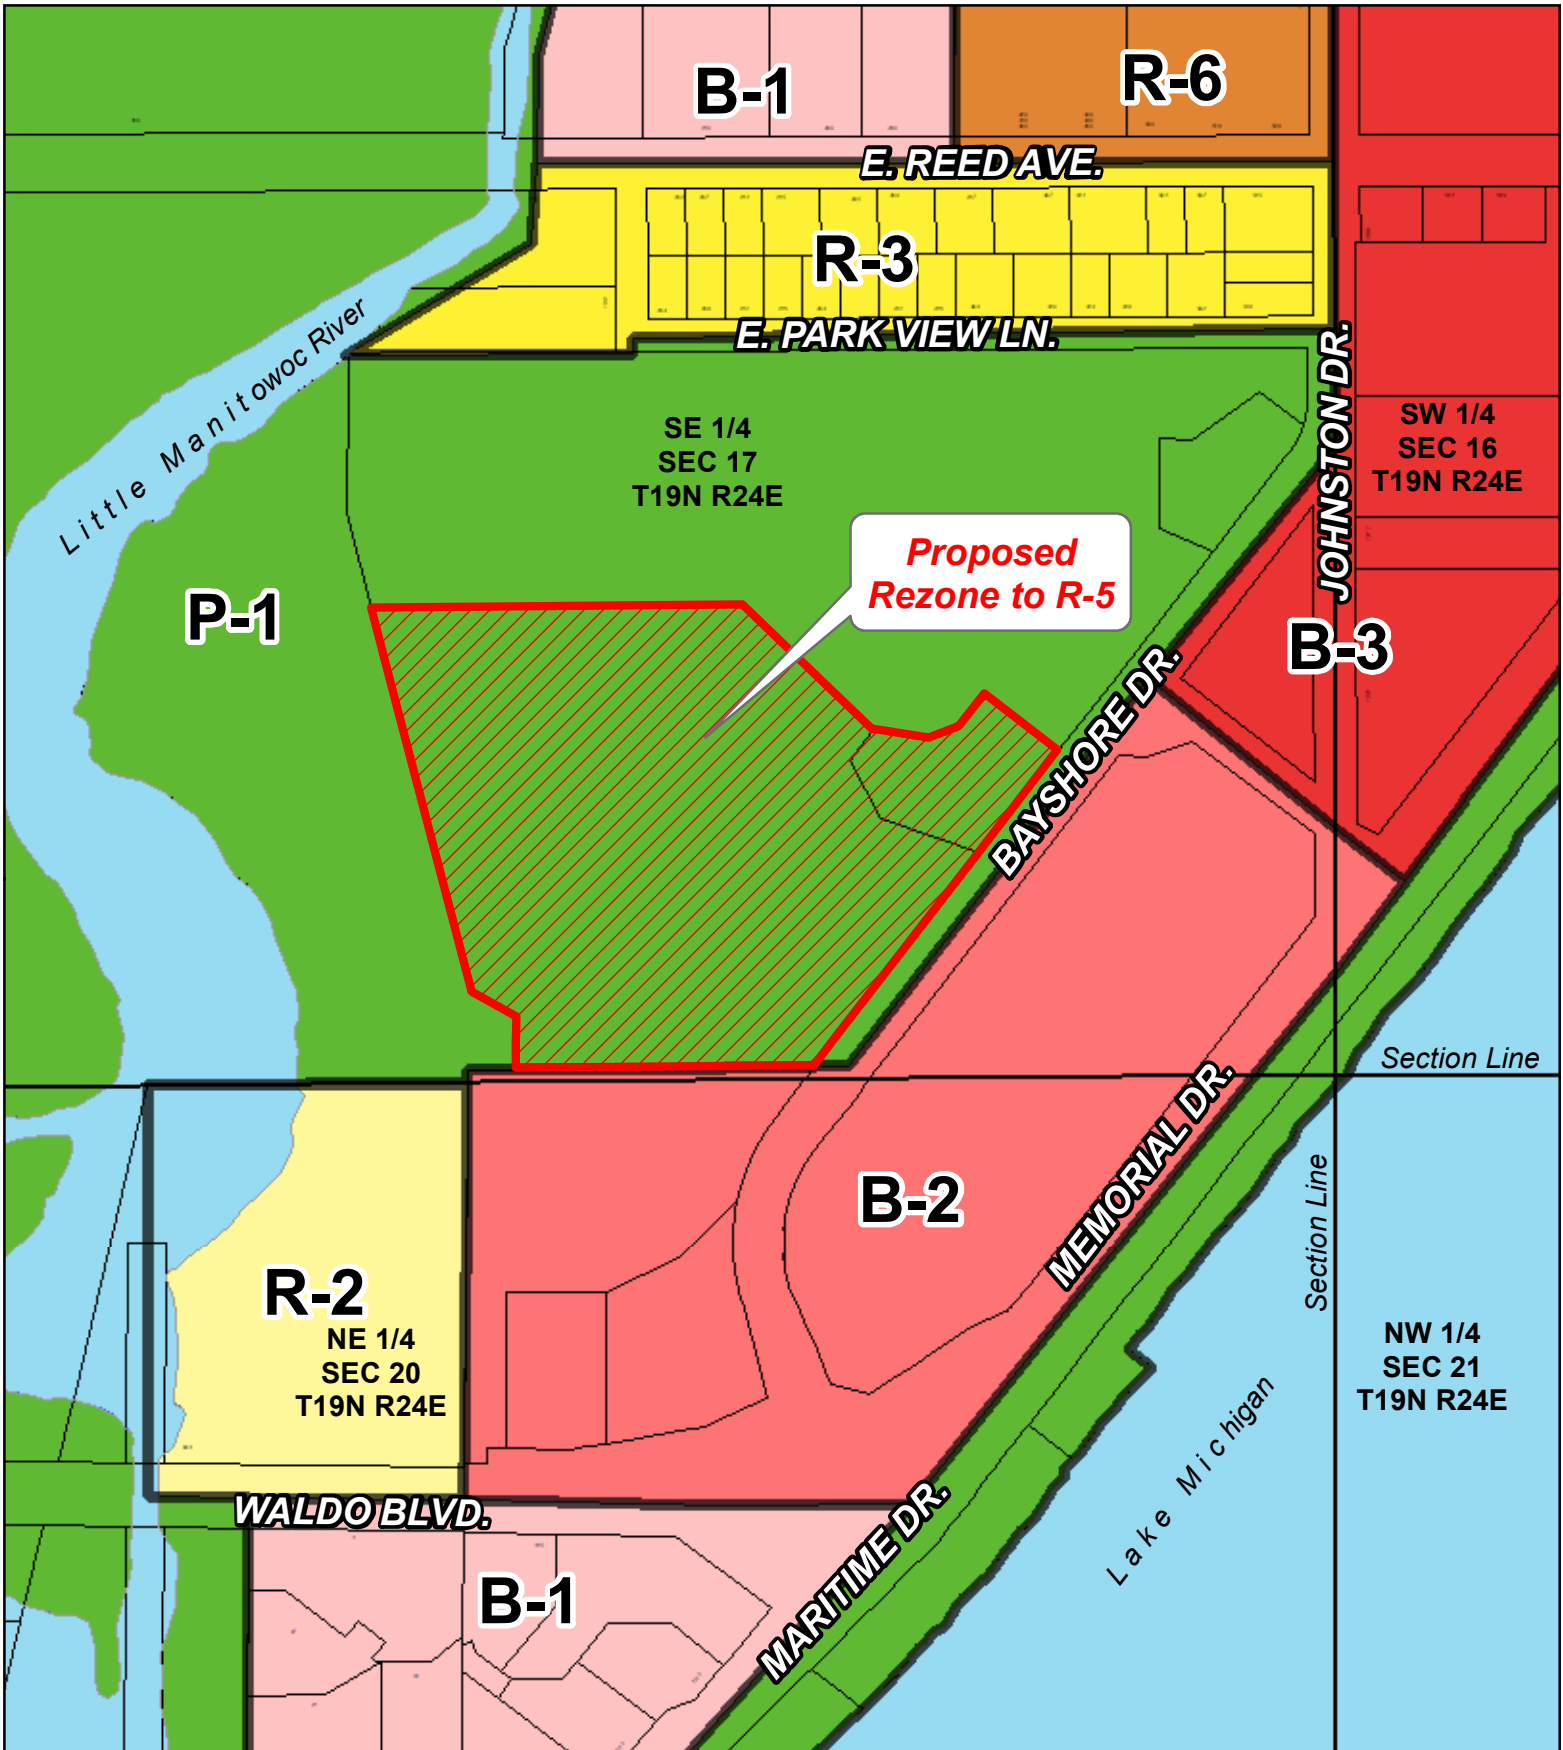 B-1
R-6
E. REED AVE.
R-3
E. PARK VIEW LN.
Little Manitowoc River
JOHNSTON DR.
SE 1/4
SEC 17
T19N R24E
SW 1/4
SEC 16
T19N R24E
Proposed
Rezone to R-5
P-1
B-3
BAYSHORE DR.
Section Line
MEMORIAL DR.
B-2
Section Line
R-2
NE 1/4
SEC 20
T19N R24E
NW 1/4
SEC 21
T19N R24E
Lake Michigan
WALDO BLVD.
MARITIME DR.
B-1